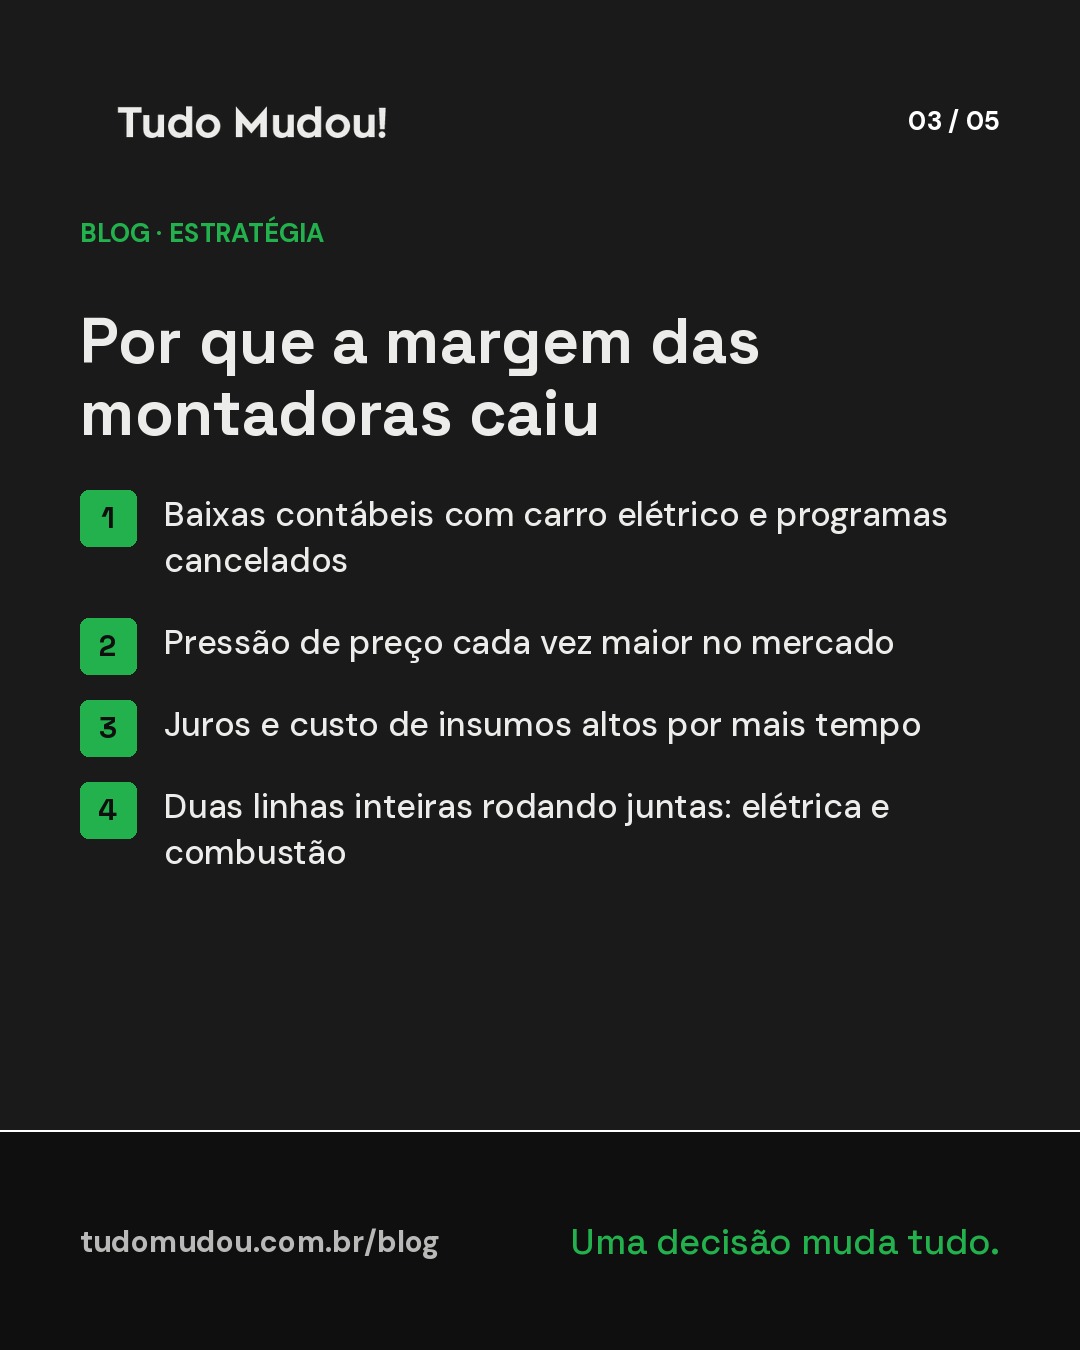 Tudo Mudou!
03 / 05
BLOG · ESTRATÉGIA
Por que a margem das
montadoras caiu
1 Baixas contábeis com carro elétrico e programas
cancelados
2 Pressão de preço cada vez maior no mercado
3 Juros e custo de insumos altos por mais tempo
4 Duas linhas inteiras rodando juntas: elétrica e
combustão
tudomudou.com.br/blog
Uma decisão muda tudo.